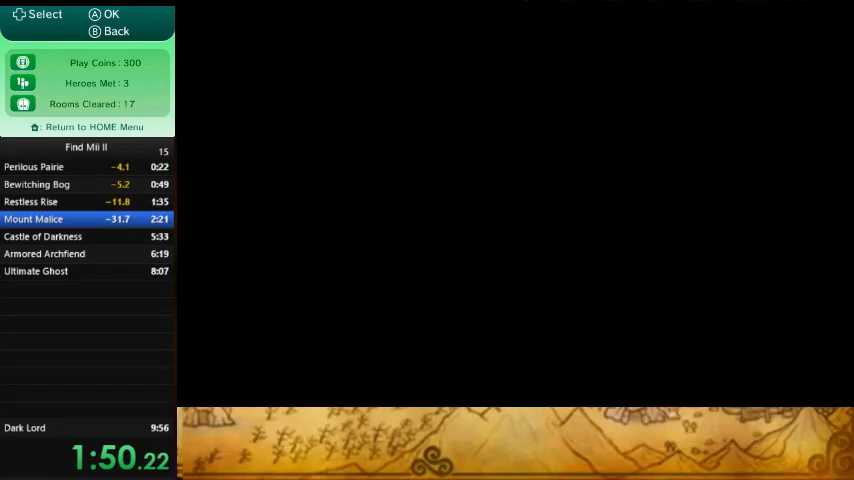 Select Ⓐ OK
Ⓑ Back
Play Coins : 300
Heroes Met : 3
Rooms Cleared : 17
: Return to HOME Menu
Find Mii II
15
Perilous Pairie -4.1 0:22
Bewitching Bog -5.2 0:49
Restless Rise -11.8 1:35
Mount Malice -31.7 2:21
Castle of Darkness 5:33
Armored Archfiend 6:19
Ultimate Ghost 8:07
Dark Lord 9:56
1:50.22